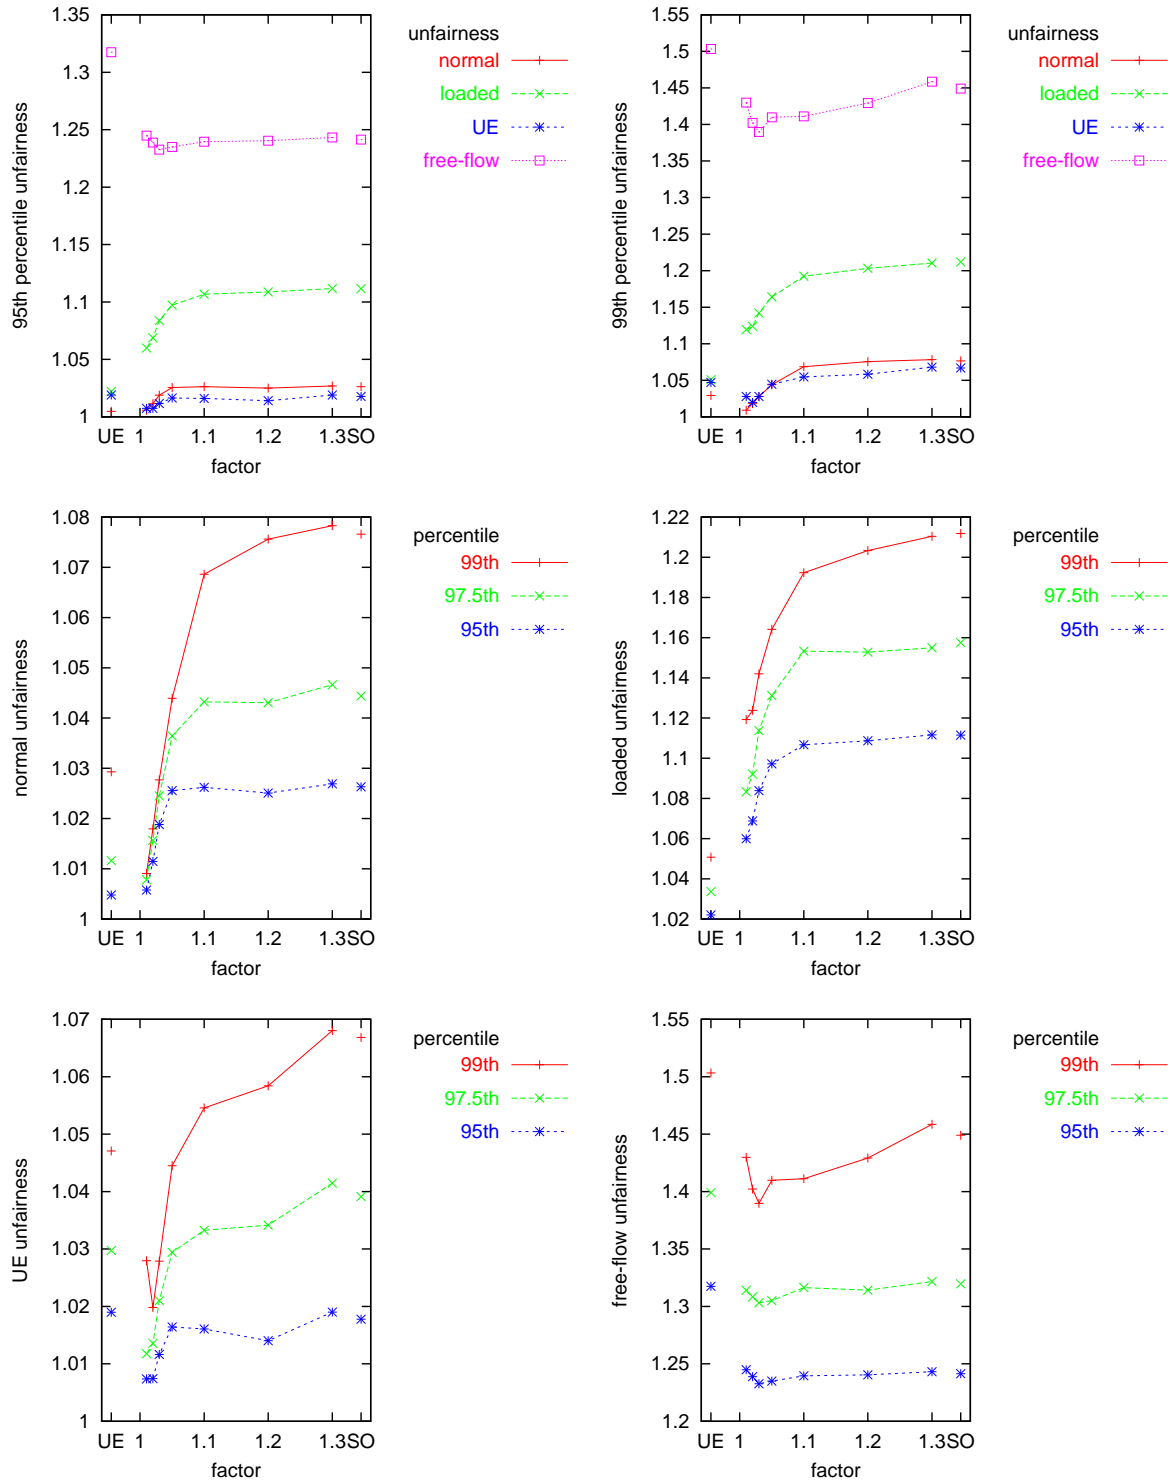 1.35
1.3
1.25
1.2
1.15
1.1
1.05
1
UE 1 1.1 1.2 1.3SO
factor
95th percentile unfairness
unfairness
normal
loaded
UE
free-flow
1.55
1.5
1.45
1.4
1.35
1.3
1.25
1.2
1.15
1.1
1.05
1
UE 1 1.1 1.2 1.3SO
factor
99th percentile unfairness
unfairness
normal
loaded
UE
free-flow
1.08
1.07
1.06
1.05
1.04
1.03
1.02
1.01
1
UE 1 1.1 1.2 1.3SO
factor
normal unfairness
percentile
99th
97.5th
95th
1.22
1.2
1.18
1.16
1.14
1.12
1.1
1.08
1.06
1.04
1.02
UE 1 1.1 1.2 1.3SO
factor
loaded unfairness
percentile
99th
97.5th
95th
1.07
1.06
1.05
1.04
1.03
1.02
1.01
1
UE 1 1.1 1.2 1.3SO
factor
UE unfairness
percentile
99th
97.5th
95th
1.55
1.5
1.45
1.4
1.35
1.3
1.25
1.2
UE 1 1.1 1.2 1.3SO
factor
free-flow unfairness
percentile
99th
97.5th
95th